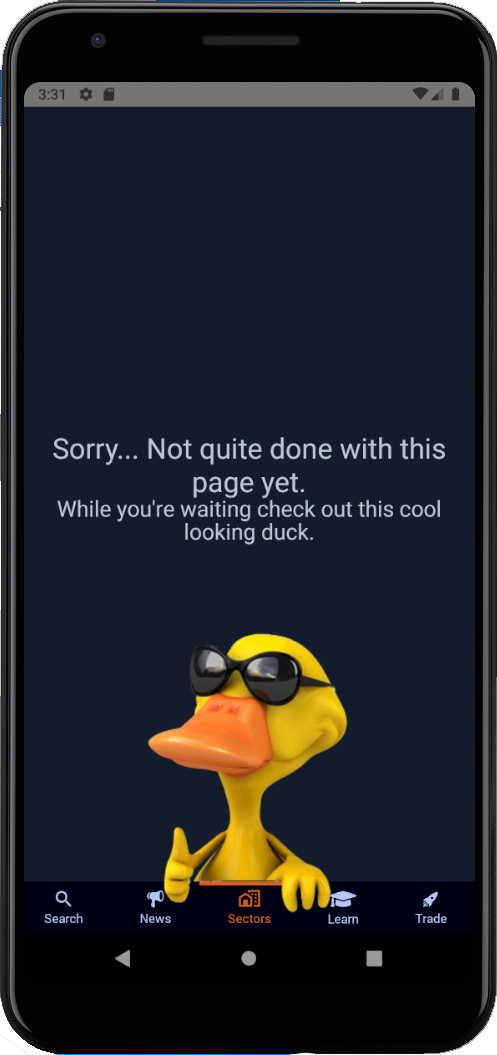 3:31
Sorry... Not quite done with this
page yet.
While you're waiting check out this cool
looking duck.
Search News Sectors Learn Trade